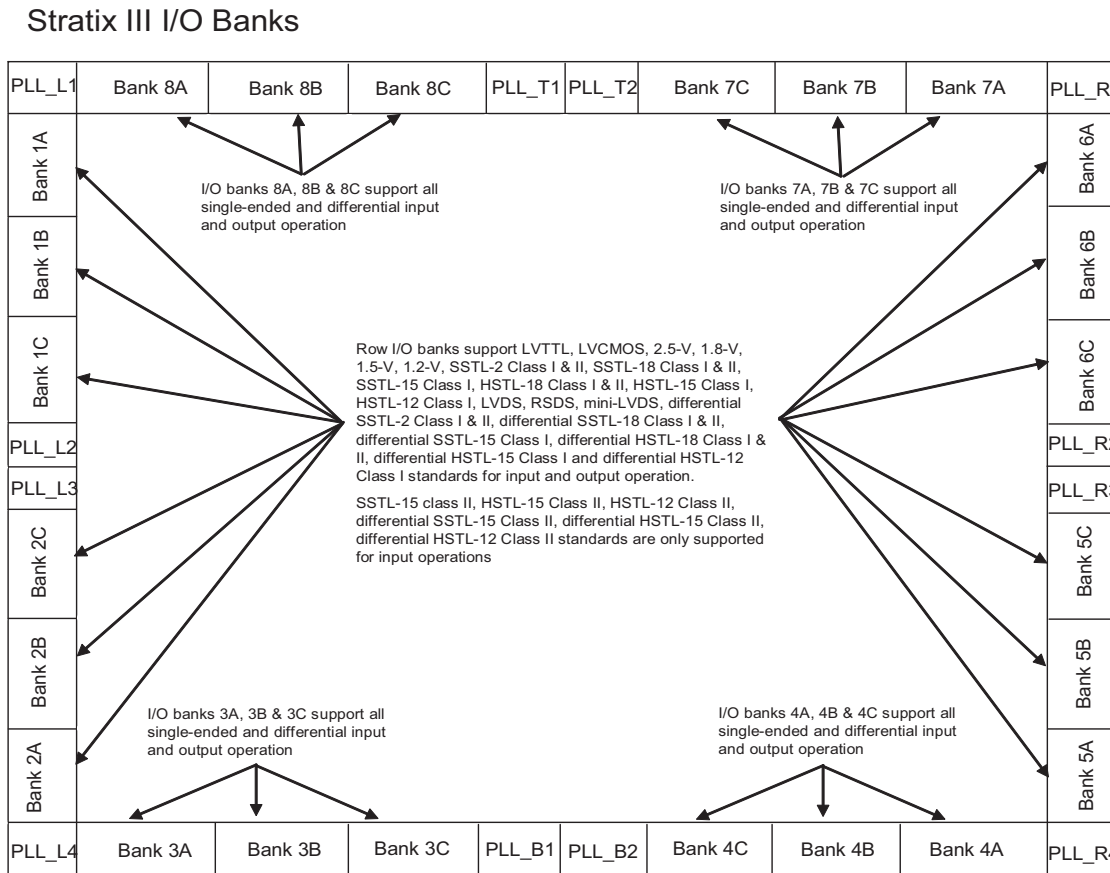 Stratix III I/O Banks
PLL_L1
Bank 8A
Bank 8B
Bank 8C
PLL_T1
PLL_T2
Bank 7C
Bank 7B
Bank 7A
PLL_R
Bank 1A
Bank 1B
Bank 1C
PLL_L2
PLL_L3
Bank 2C
Bank 2B
Bank 2A
I/O banks 8A, 8B & 8C support all
single-ended and differential input
and output operation
I/O banks 7A, 7B & 7C support all
single-ended and differential input
and output operation
Row I/O banks support LVTTL, LVCMOS, 2.5-V, 1.8-V,
1.5-V, 1.2-V, SSTL-2 Class I & II, SSTL-18 Class I & II,
SSTL-15 Class I, HSTL-18 Class I & II, HSTL-15 Class I,
HSTL-12 Class I, LVDS, RSDS, mini-LVDS, differential
SSTL-2 Class I & II, differential SSTL-18 Class I & II,
differential SSTL-15 Class I, differential HSTL-18 Class I &
II, differential HSTL-15 Class I and differential HSTL-12
Class I standards for input and output operation.
SSTL-15 class II, HSTL-15 Class II, HSTL-12 Class II,
differential SSTL-15 Class II, differential HSTL-15 Class II,
differential HSTL-12 Class II standards are only supported
for input operations
I/O banks 3A, 3B & 3C support all
single-ended and differential input
and output operation
I/O banks 4A, 4B & 4C support all
single-ended and differential input
and output operation
Bank 6A
Bank 6B
Bank 6C
PLL_R2
PLL_R3
Bank 5C
Bank 5B
Bank 5A
PLL_L4
Bank 3A
Bank 3B
Bank 3C
PLL_B1
PLL_B2
Bank 4C
Bank 4B
Bank 4A
PLL_R4